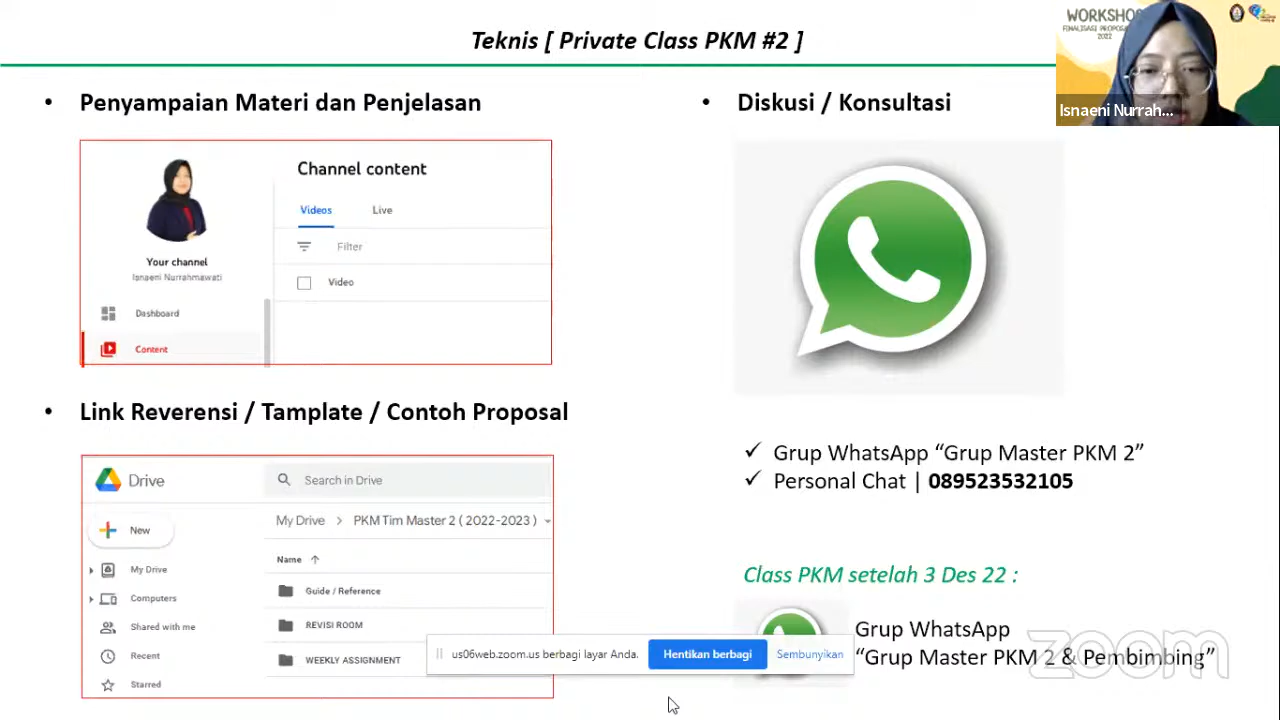 Teknis [ Private Class PKM #2 ]
WORKSHO
FINALISASI PROPOSA
2022
Isnaeni Nurrah...
• Penyampaian Materi dan Penjelasan
Channel content
Videos Live
Filter
Your channel
Isnaeni Nurrahmawati
Video
Dashboard
Content
• Link Reverensi / Tamplate / Contoh Proposal
Drive
Search in Drive
New
My Drive > PKM Tim Master 2 ( 2022-2023 )
Name
My Drive
Computers
Shared with me
Recent
Starred
Guide / Reference
REVISI ROOM
WEEKLY ASSIGNMENT
• Diskusi / Konsultasi
✓ Grup WhatsApp “Grup Master PKM 2”
✓ Personal Chat | 089523532105
Class PKM setelah 3 Des 22 :
Grup WhatsApp
“Grup Master PKM 2 & Pembimbing”
us06web.zoom.us berbagi layar Anda.
Hentikan berbagi
Sembunyikan
zoom